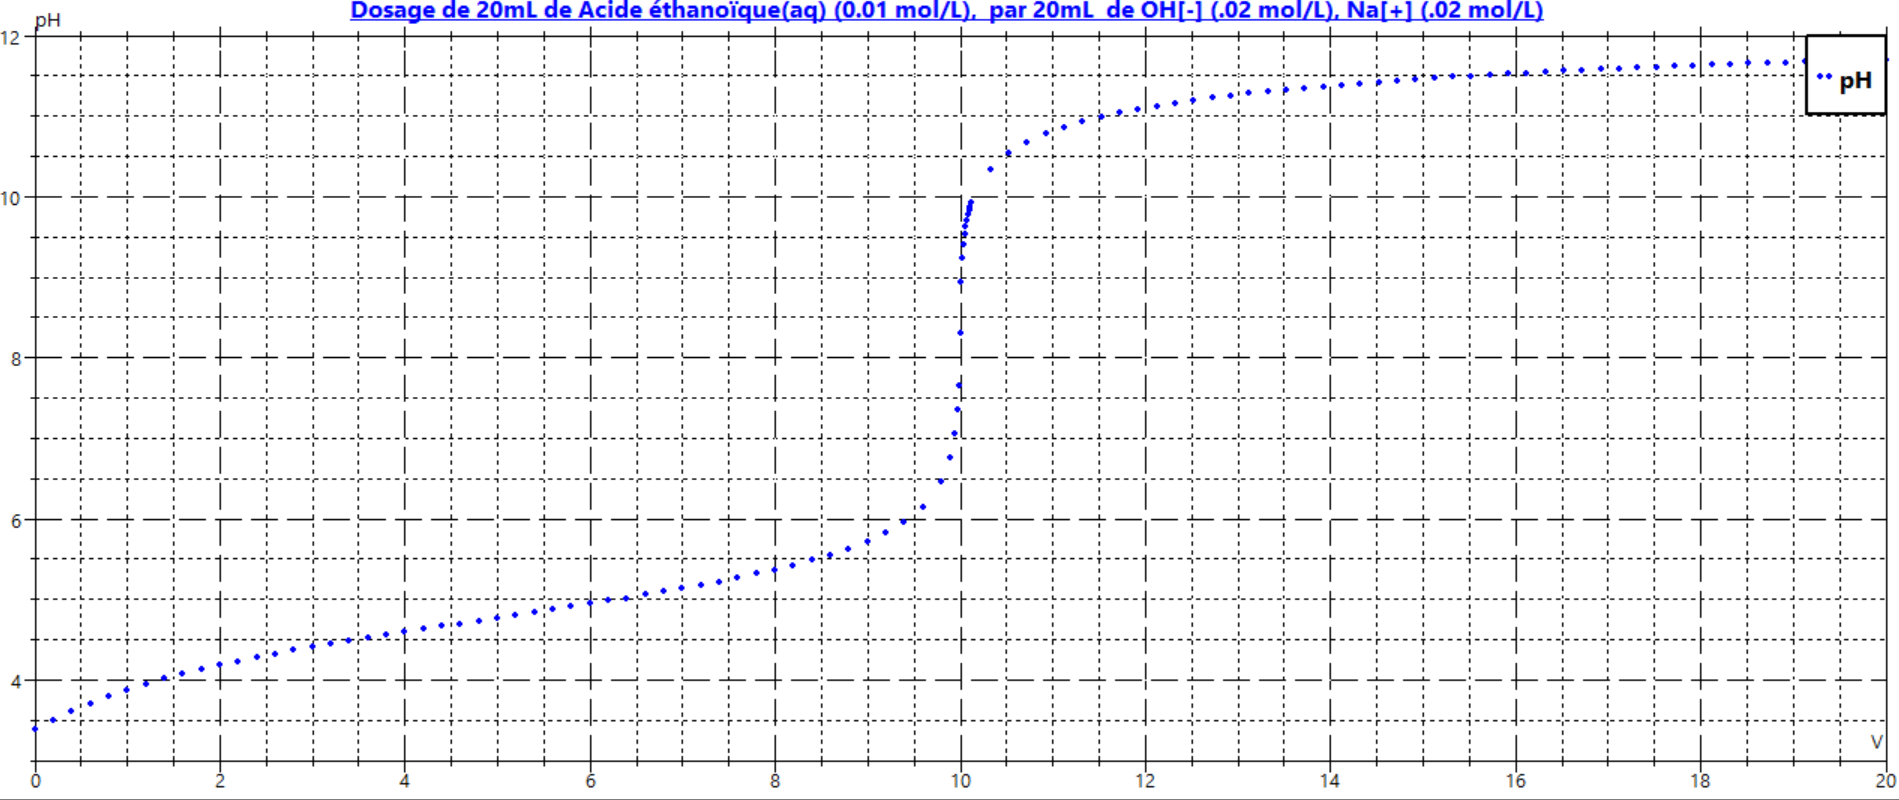 Dosage de 20mL de Acide éthanoïque(aq) (0.01 mol/L), par 20mL de OH[-] (.02 mol/L), Na[+] (.02 mol/L)
pH
12
pH
10
8
6
4
V
0 2 4 6 8 10 12 14 16 18 20